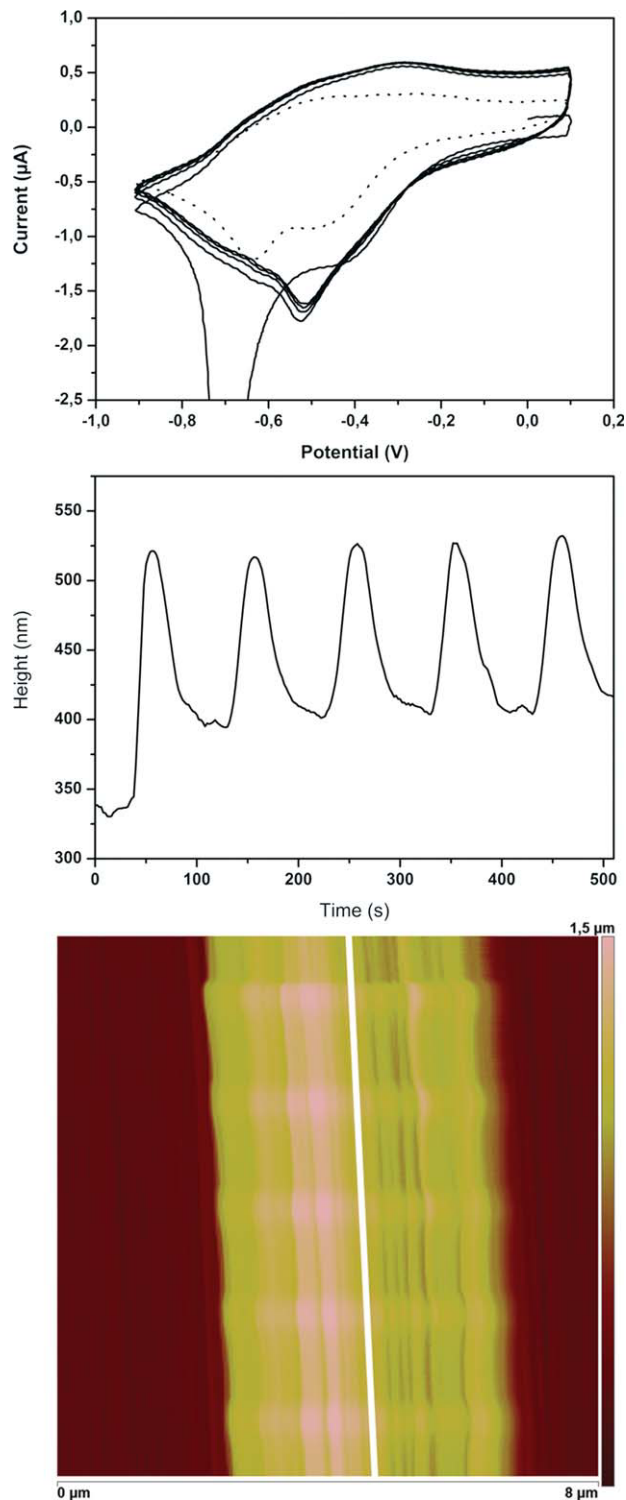 1,0
0,5
0,0
-0,5
-1,0
-1,5
-2,0
-2,5
Current (µA)
-1,0 -0,8 -0,6 -0,4 -0,2 0,0 0,2
Potential (V)
550
500
450
400
350
300
Height (nm)
0 100 200 300 400 500
Time (s)
1,5 µm
0 µm 8 µm